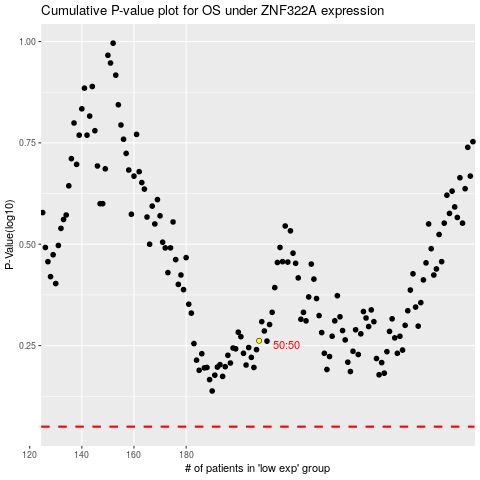 Cumulative P-value plot for OS under ZNF322A expression
P-Value(log10)
1.00
0.75
0.50
0.25
50:50
120 140 160 180
# of patients in 'low exp' group